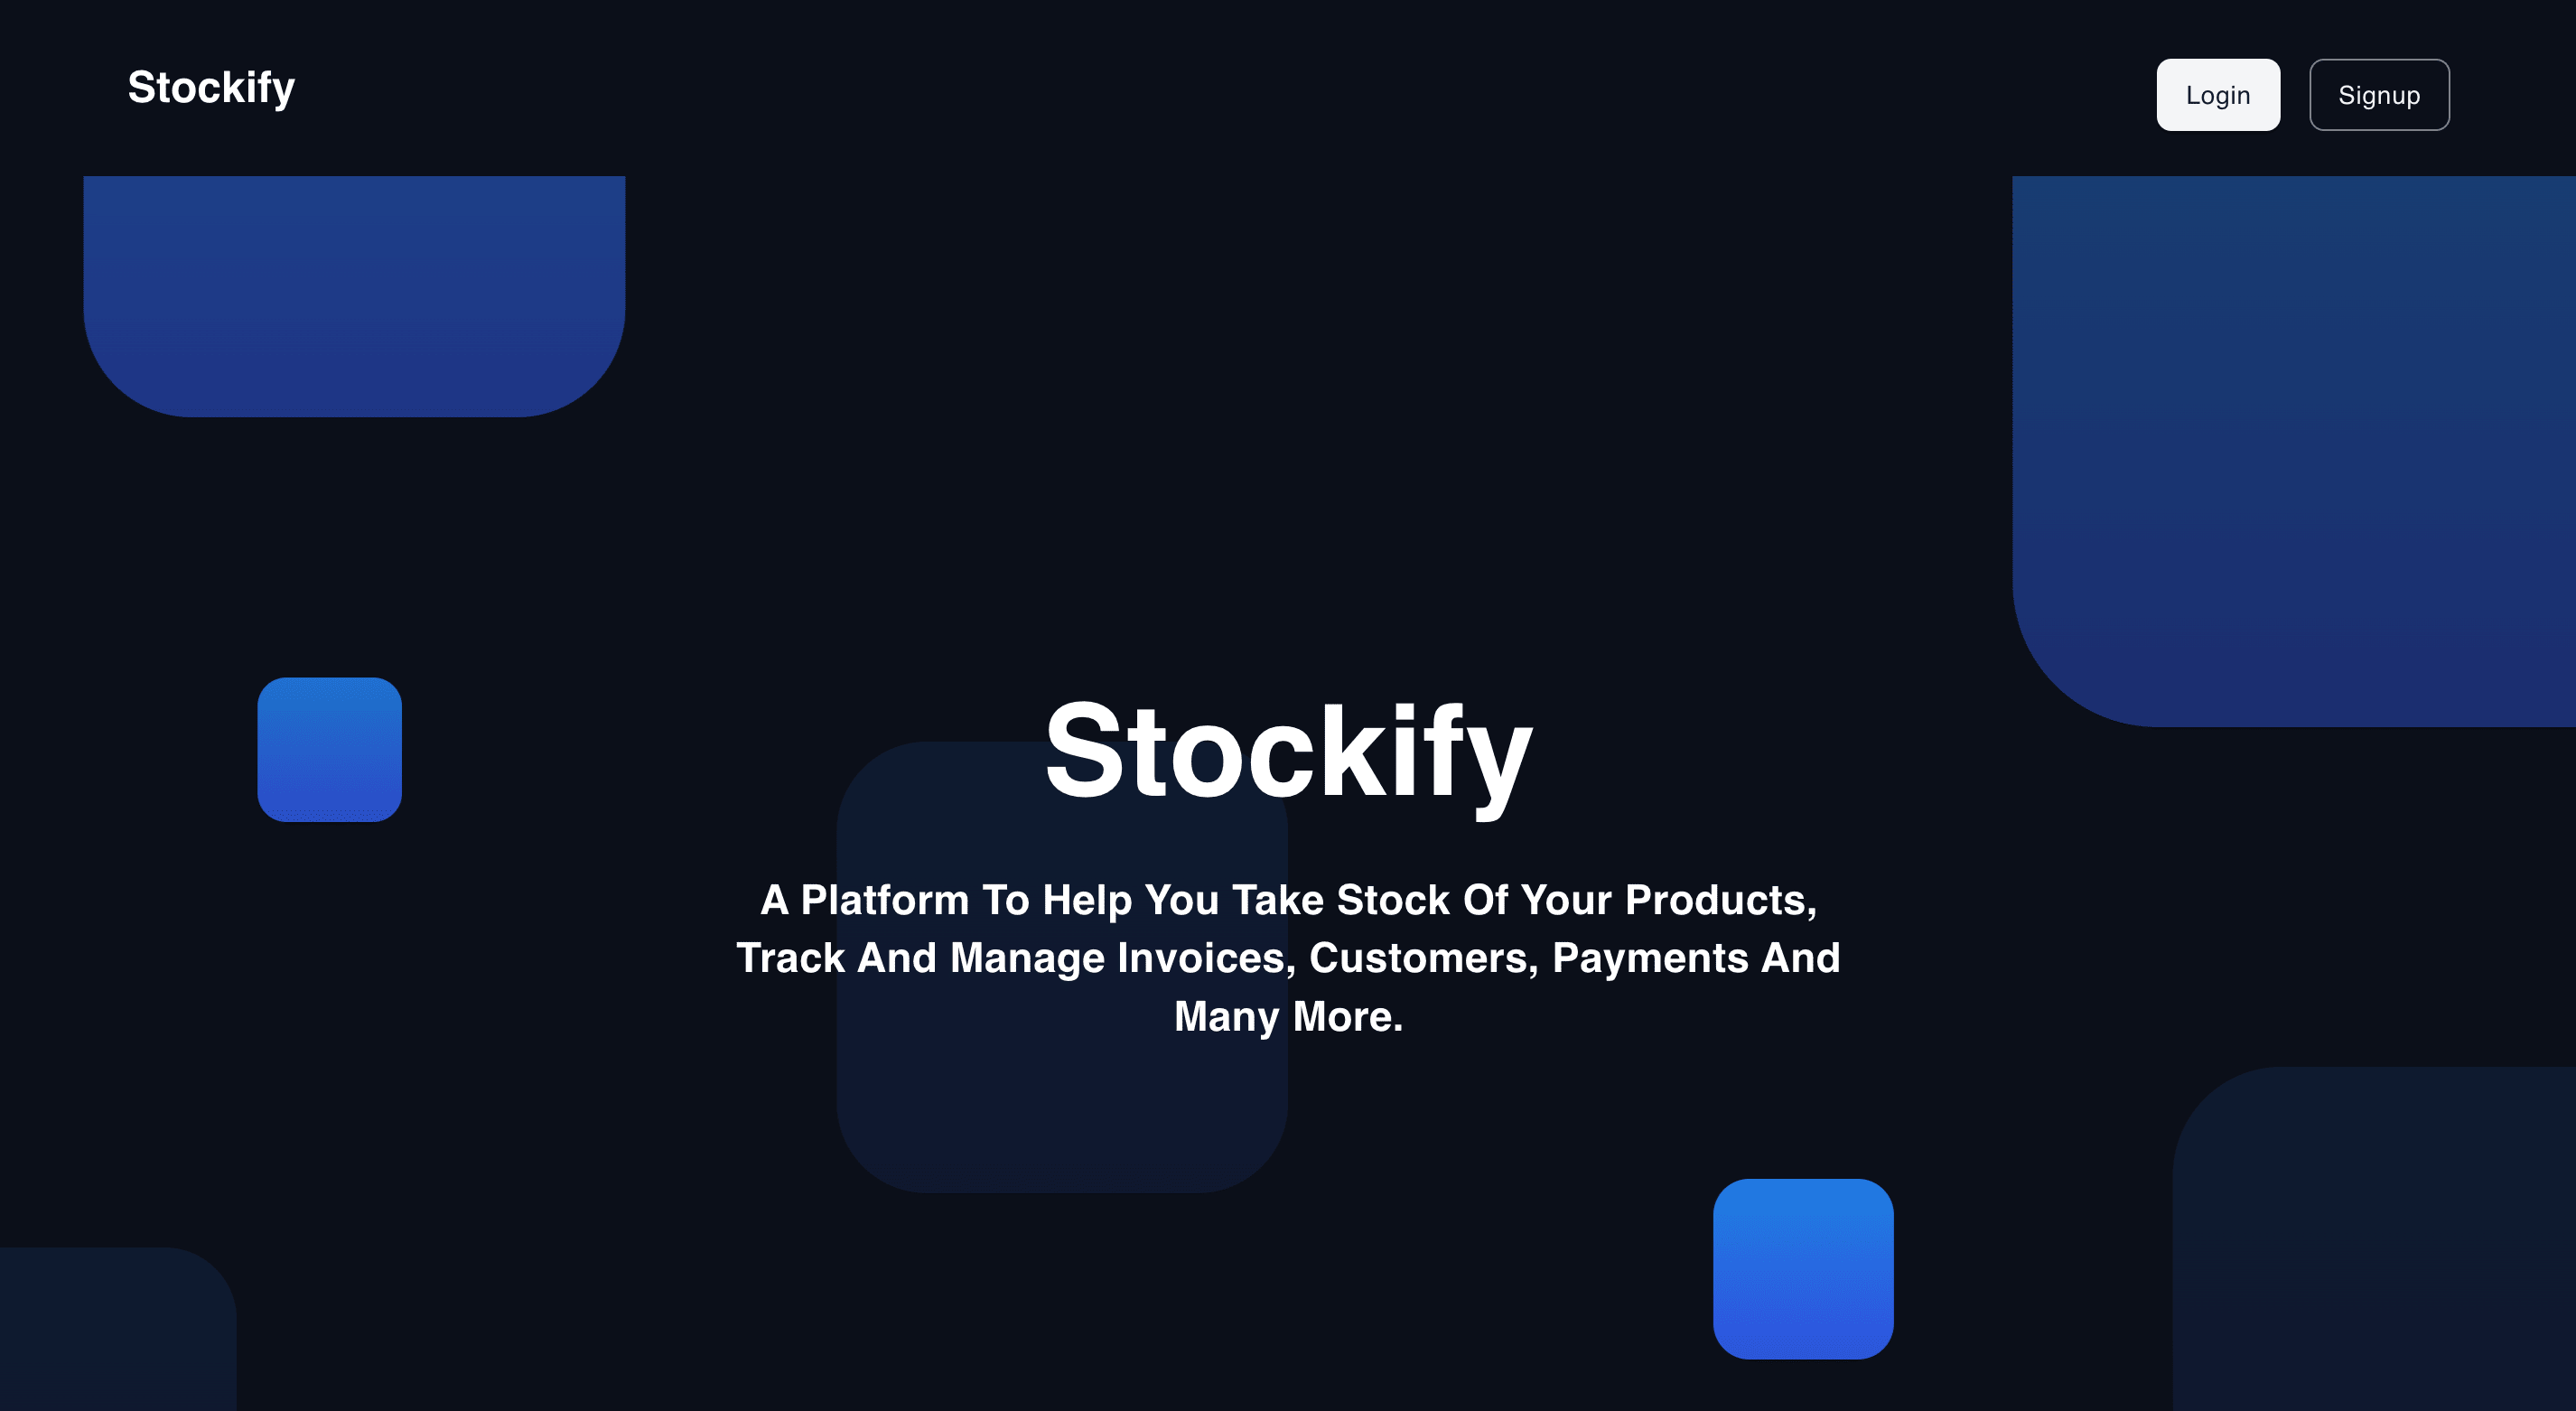 Stockify
Login
Signup
Stockify
A Platform To Help You Take Stock Of Your Products,
Track And Manage Invoices, Customers, Payments And
Many More.